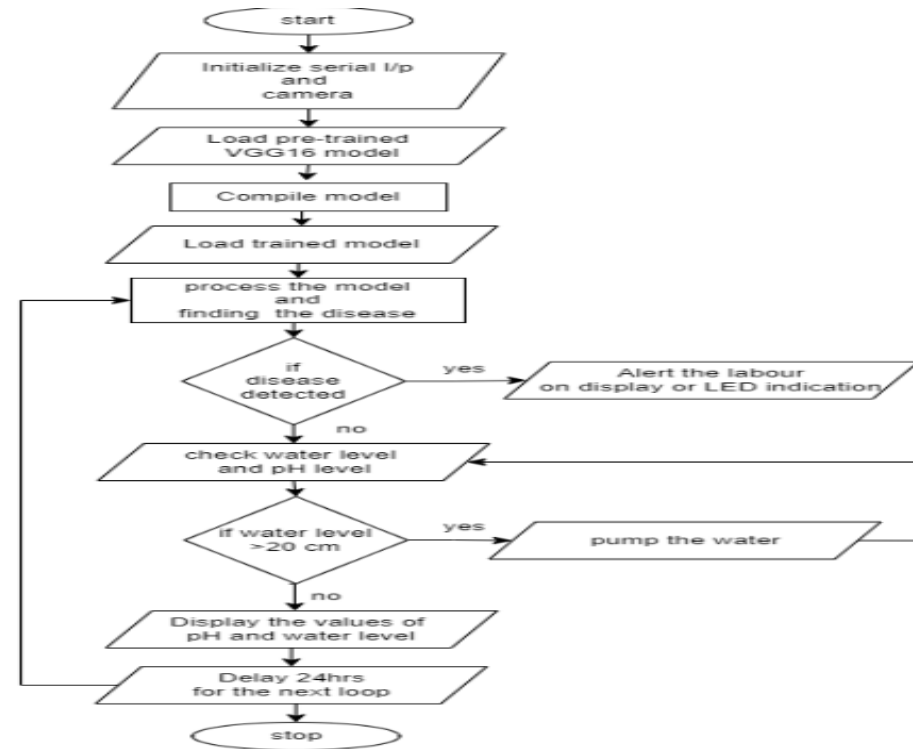 start
Initialize serial I/p
and
camera
Load pre-trained
VGG16 model
Compile model
Load trained model
process the model
and
finding the disease
if
disease
detected
yes
Alert the labour
on display or LED indication
no
check water level
and pH level
if water level
>20 cm
yes
pump the water
no
Display the values of
pH and water level
Delay 24hrs
for the next loop
stop